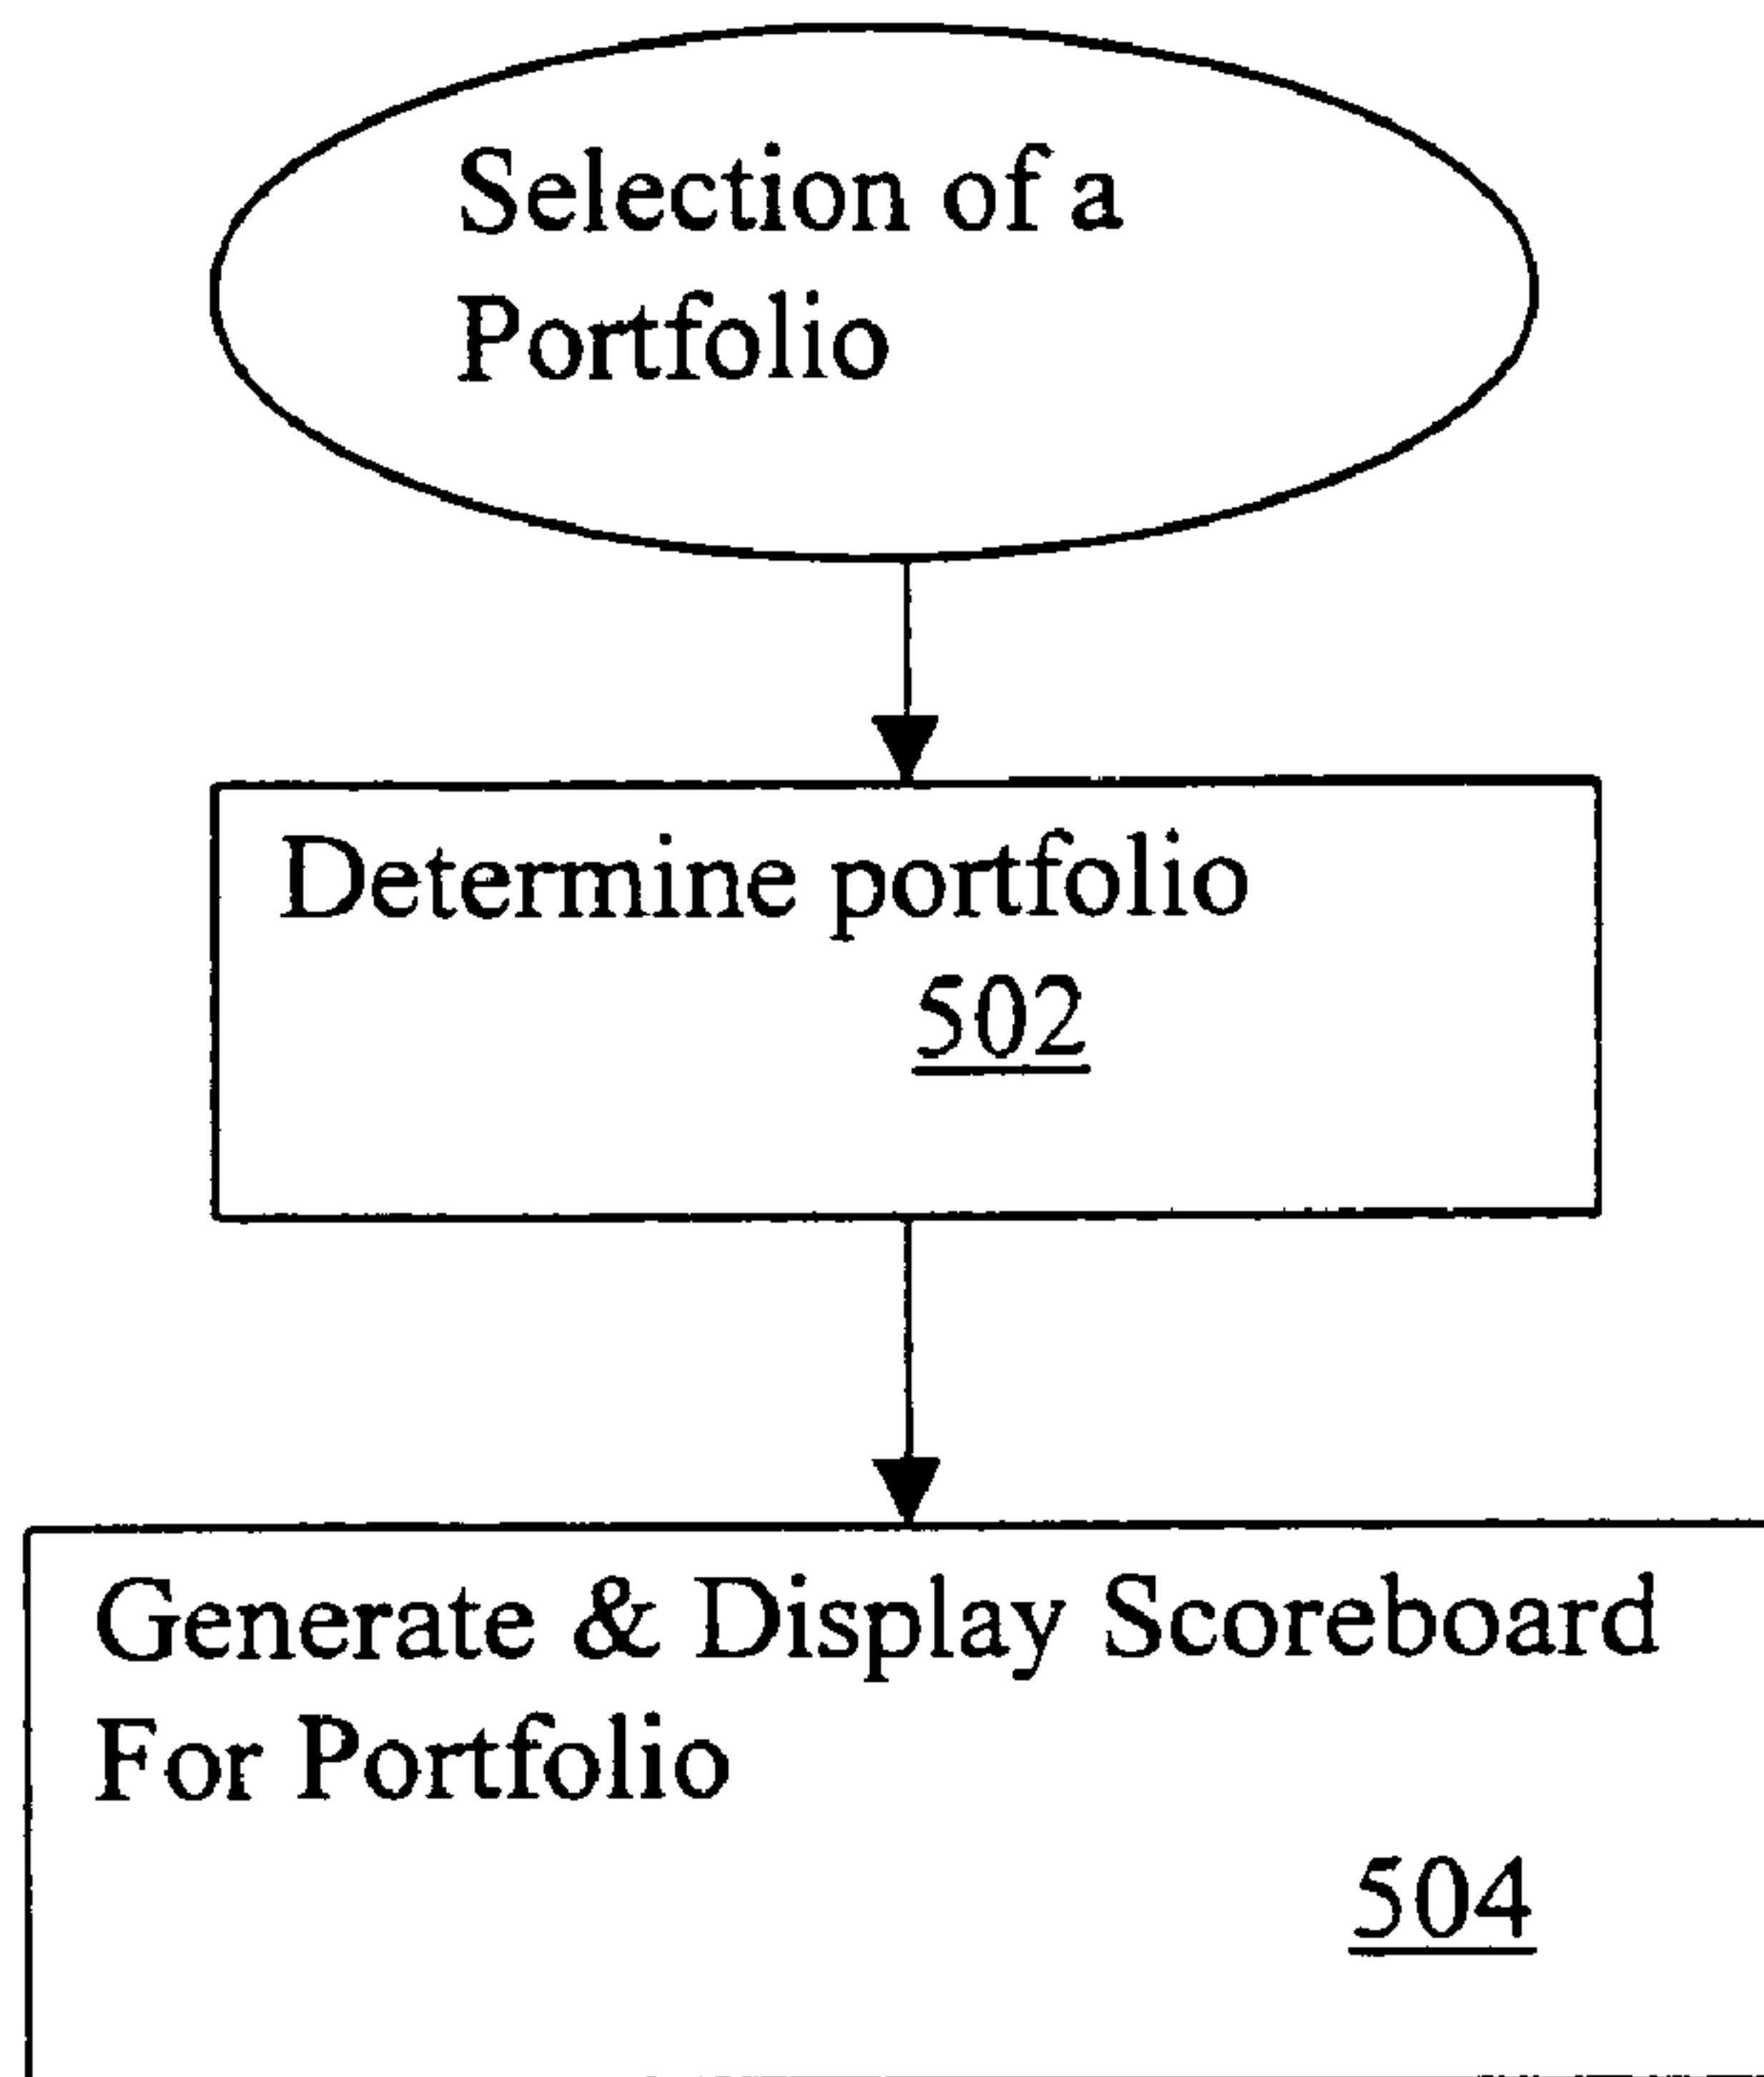 Selection of a
Portfolio
Determine portfolio
502
Generate & Display Scoreboard
For Portfolio
504